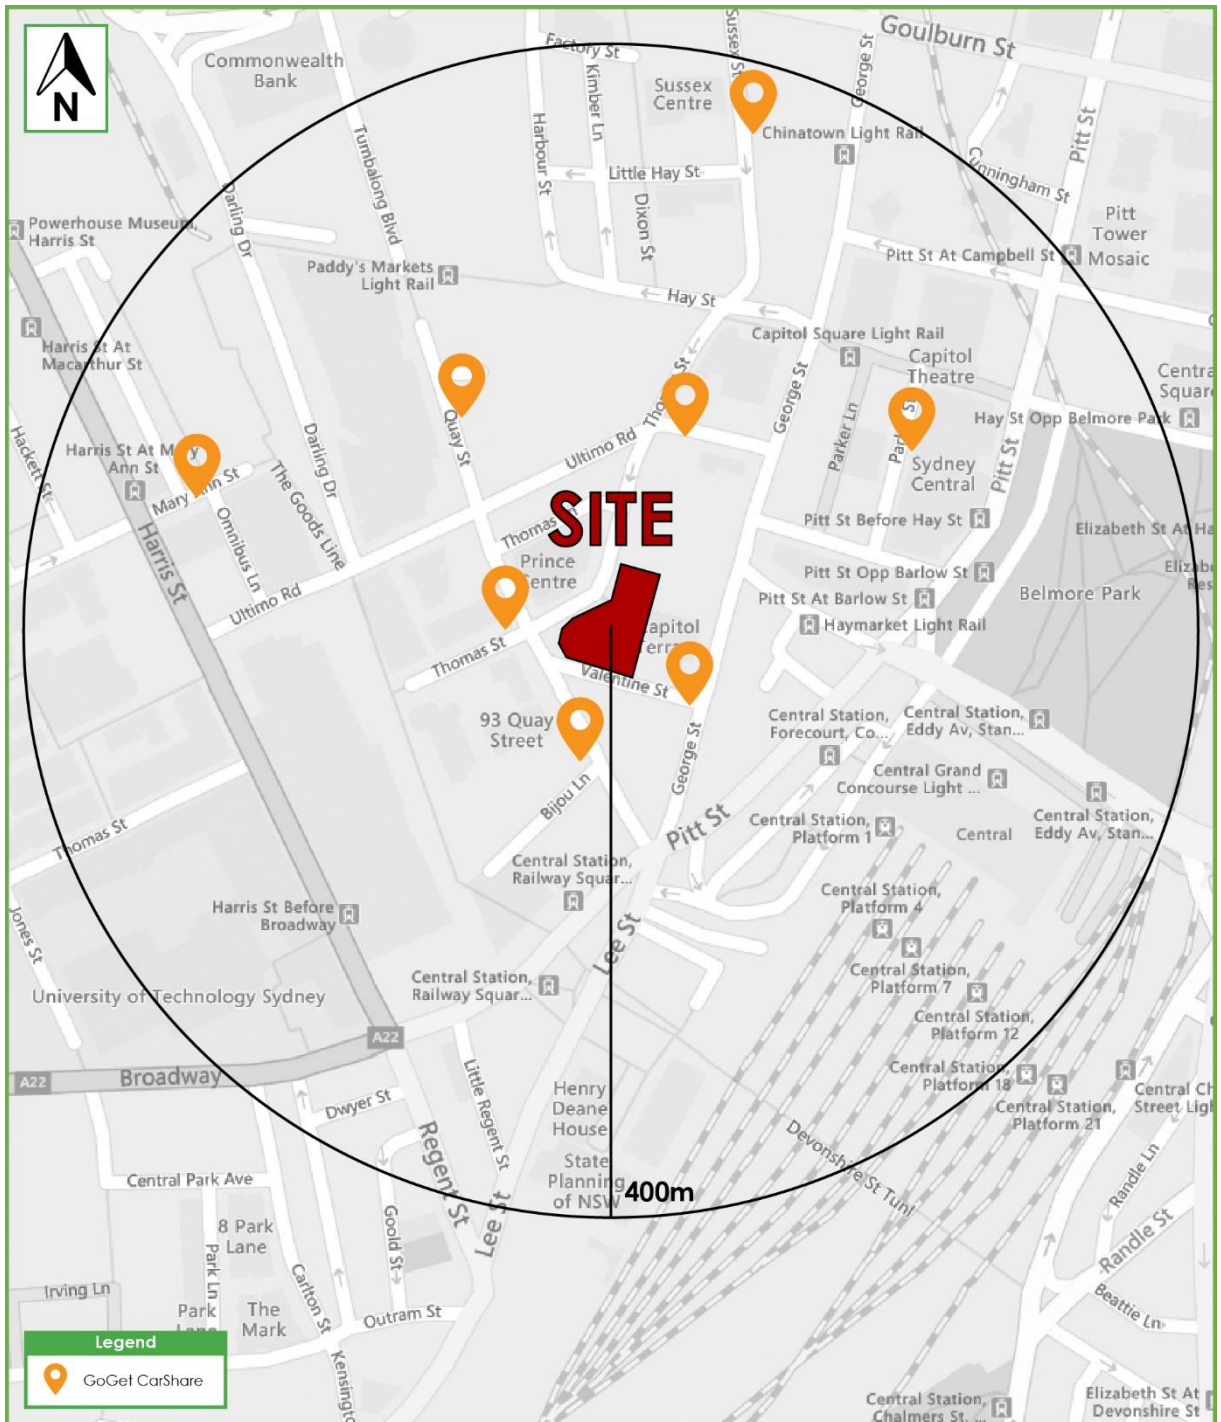 N
Commonwealth
Bank
Factory St
Kimber Ln
Sussex St
Sussex
Centre
George St
Goulburn St
Pitt St
Chinatown Light Rail
Cunningham St
Harbour St
Little Hay St
Dixon St
Tumbalong Blvd
Darling Dr
Powerhouse Museum,
Harris St
Paddy's Markets
Light Rail
Pitt
Tower
Mosaic
Pitt St At Campbell St
Hay St
Harris St At
Macarthur St
Capitol Square Light Rail
Capitol
Theatre
Central
Square
Hay St Opp Belmore Park
George St
Parker Ln
Pitt St
Sydney
Central
Quay St
Ultimo Rd
Hackett St
Harris St At Mary
Ann St
Mary Ann St
Omnibus Ln
The Goods Line
Darling Dr
Harris St
Ultimo Rd
Thomas St
SITE
Prince
Centre
Pitt St Before Hay St
Pitt St Opp Barlow St
Pitt St At Barlow St
Haymarket Light Rail
Elizabeth St At Ha
Belmore Park
Capitol
Terr
Thomas St
Valentine St
93 Quay
Street
George St
Bijou Ln
Pitt St
Central Station,
Forecourt, Co...
Central Station,
Eddy Av, Stan...
Central Grand
Concourse Light ...
Central Station,
Platform 1
Central
Central Station,
Eddy Av, Stan...
Thomas St
Central Station,
Railway Squar...
Central Station,
Platform 4
Harris St Before
Broadway
Jones St
Lee St
Central Station,
Railway Squar...
Central Station,
Platform 7
University of Technology Sydney
Central Station,
Platform 12
A22
A22
Broadway
Central Station,
Platform 18
Central Station,
Platform 21
Central Ch
Street Ligh
Dwyer St
Little Regent St
Henry
Deane
House
Regent St
Devonshire St Tunl
State
Planning
of NSW
400m
Central Park Ave
Randle Ln
Lee St
8 Park
Lane
Park Ln
Goold St
Randle St
Irving Ln
Carlton St
Park
The
Mark
Outram St
Beattie Ln
Kensingto
Legend
GoGet CarShare
Central Station,
Chalmers St, ...
Elizabeth St At
Devonshire St